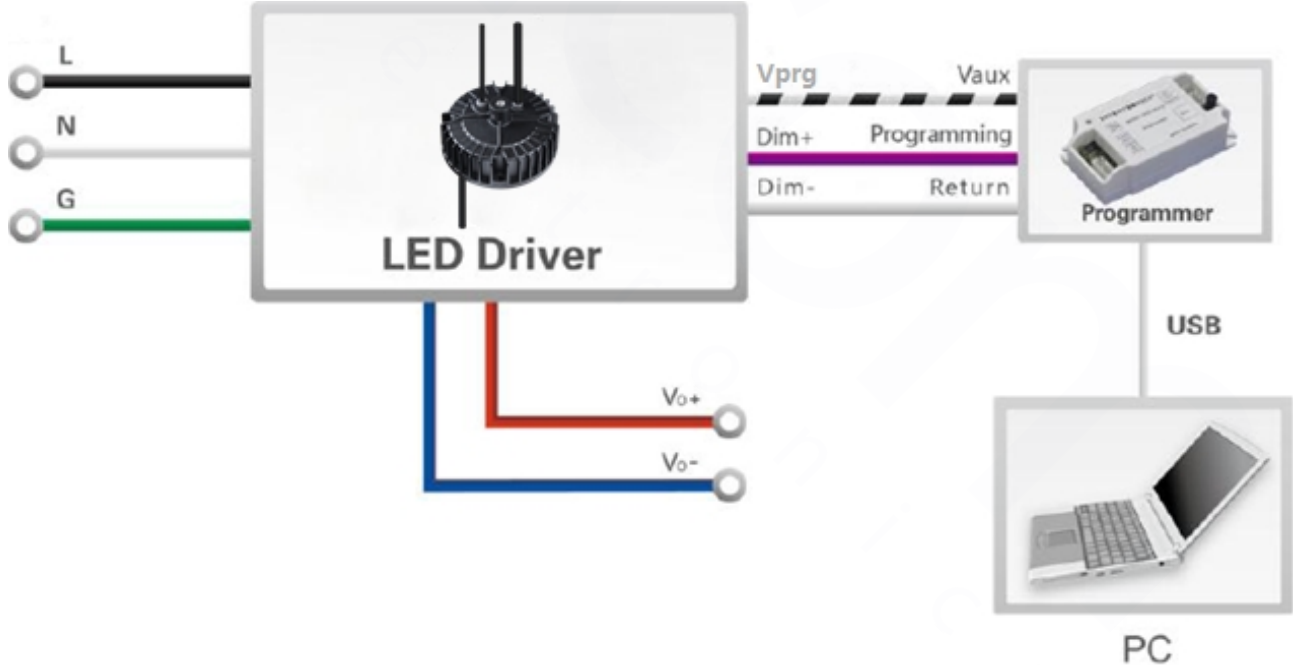 L
N
G
LED Driver
Vprg Vaux
Dim+ Programming
Dim- Return
Programmer
USB
Vo+
Vo-
PC